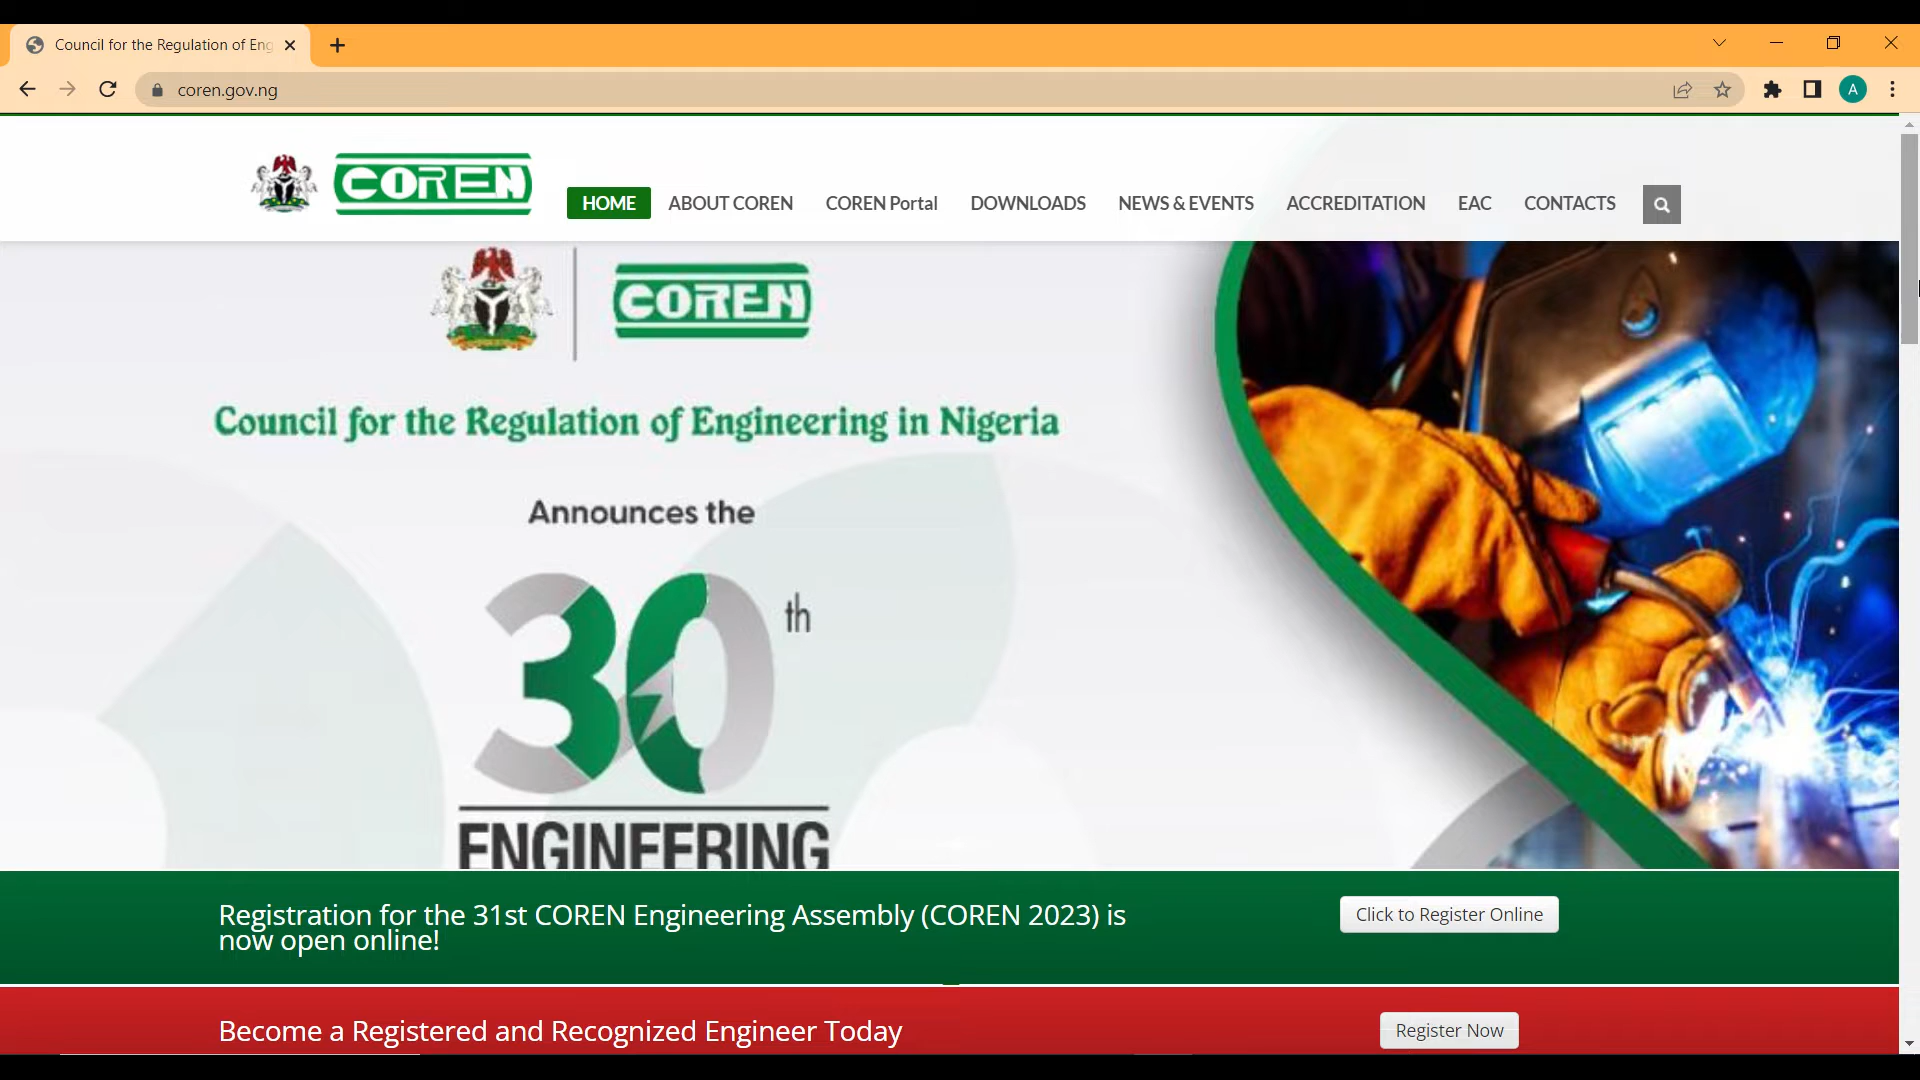 Council for the Regulation of Eng
coren.gov.ng
A
COREN
HOME ABOUT COREN COREN Portal DOWNLOADS NEWS & EVENTS ACCREDITATION EAC CONTACTS
COREN
Council for the Regulation of Engineering in Nigeria
Announces the
30th
ENGINEERING
Registration for the 31st COREN Engineering Assembly (COREN 2023) is
now open online!
Click to Register Online
Become a Registered and Recognized Engineer Today
Register Now